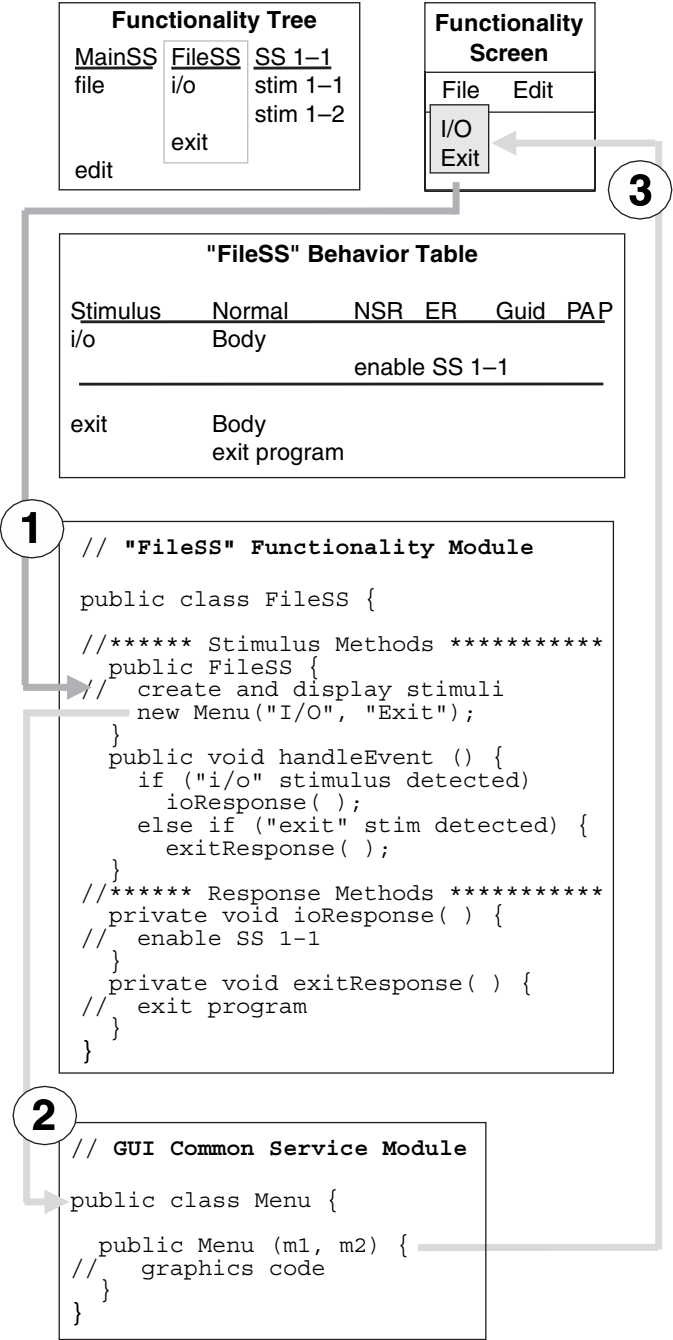 Functionality Tree
MainSS FileSS SS 1–1
file i/o stim 1–1
stim 1–2
exit
edit
Functionality
Screen
File Edit
I/O
Exit
3
"FileSS" Behavior Table
Stimulus Normal NSR ER Guid PAP
i/o Body
enable SS 1–1
exit Body
exit program
1
// "FileSS" Functionality Module
public class FileSS {
//****** Stimulus Methods ***********
public FileSS {
// create and display stimuli
new Menu("I/O", "Exit");
}
public void handleEvent () {
if ("i/o" stimulus detected)
ioResponse( );
else if ("exit" stim detected) {
exitResponse( );
}
//****** Response Methods ***********
private void ioResponse( ) {
// enable SS 1-1
}
private void exitResponse( ) {
// exit program
}
}
2
// GUI Common Service Module
public class Menu {
public Menu (m1, m2) {
// graphics code
}
}